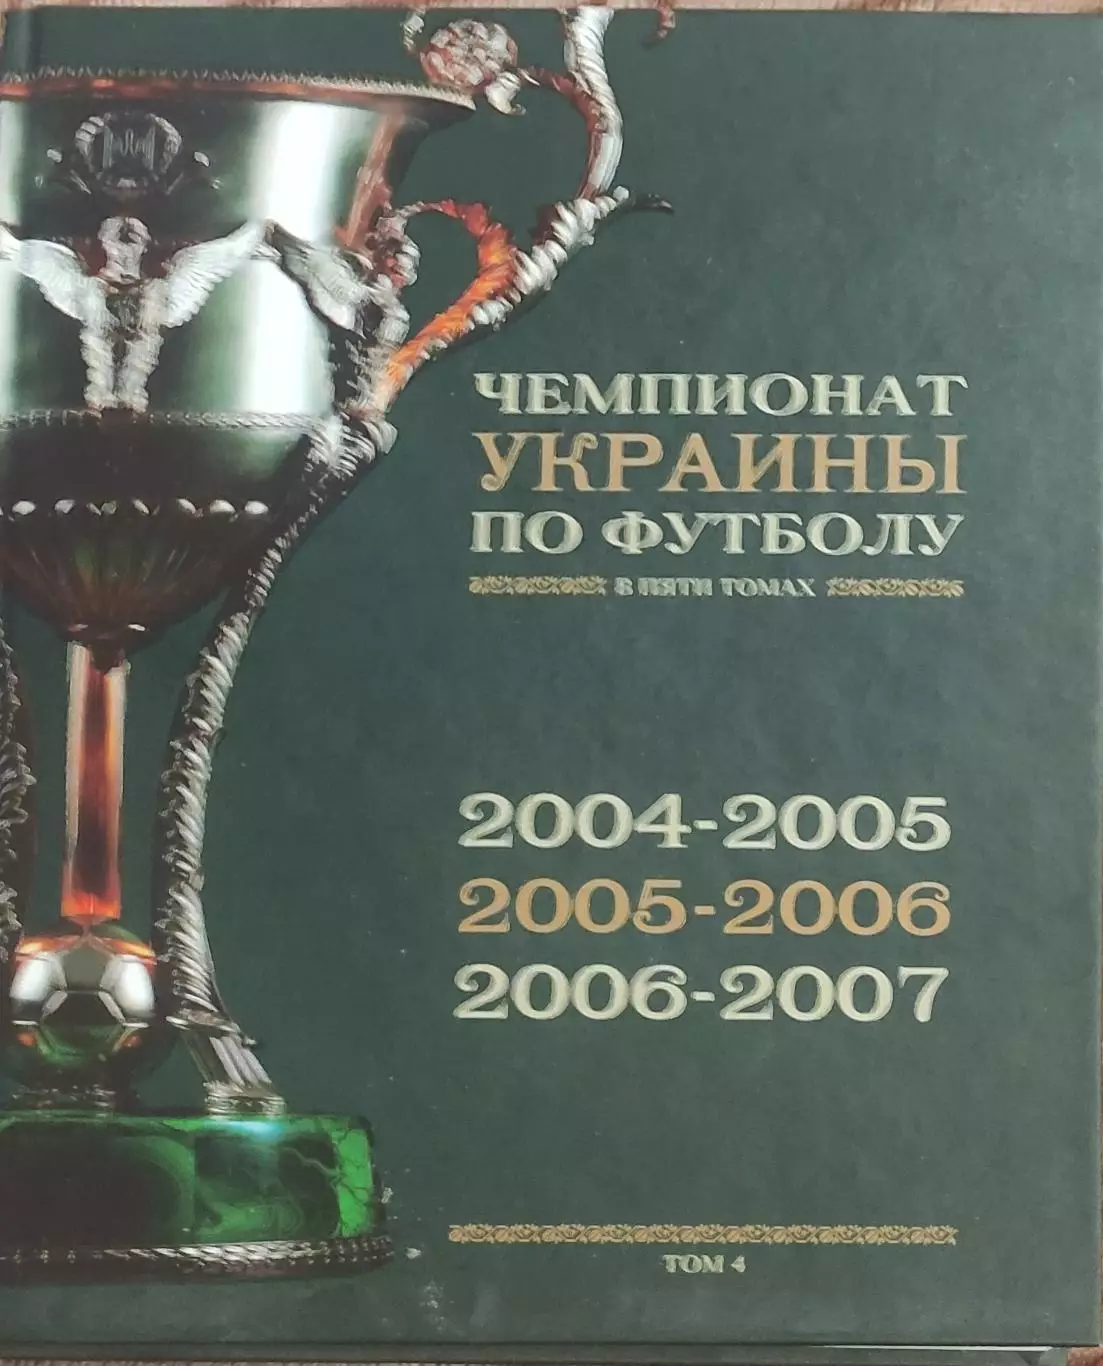 ЧЕМПИОНАТ
УКРАИНЫ
ПО ФУТБОЛУ
В ПЯТИ ТОМАХ
2004-2005
2005-2006
2006-2007
ТОМ 4